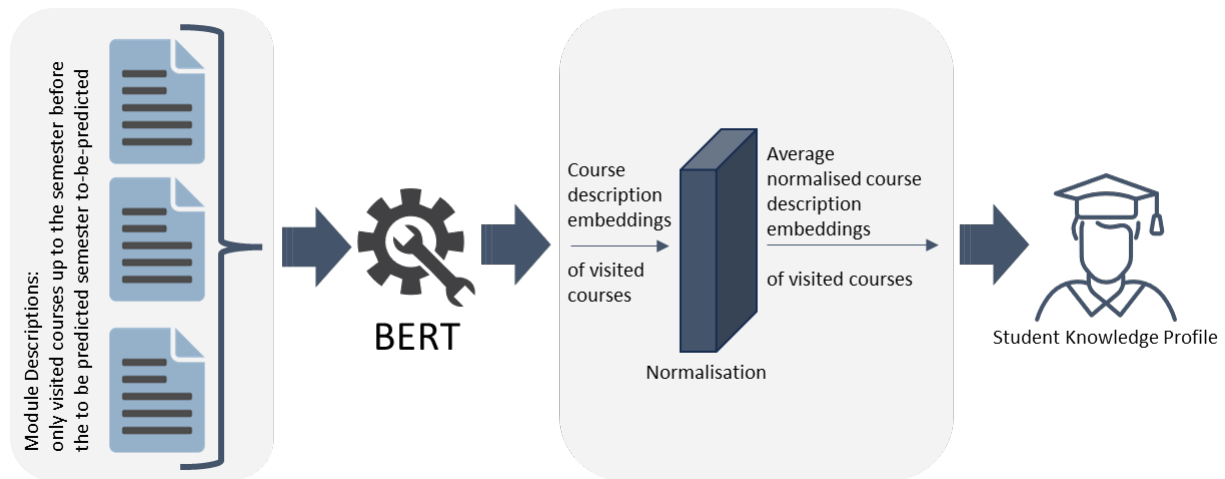 Module Descriptions:
only visited courses up to the semester before
the to be predicted semester to-be-predicted
BERT
Course
description
embeddings
of visited
courses
Normalisation
Average
normalised course
description
embeddings
of visited courses
Student Knowledge Profile